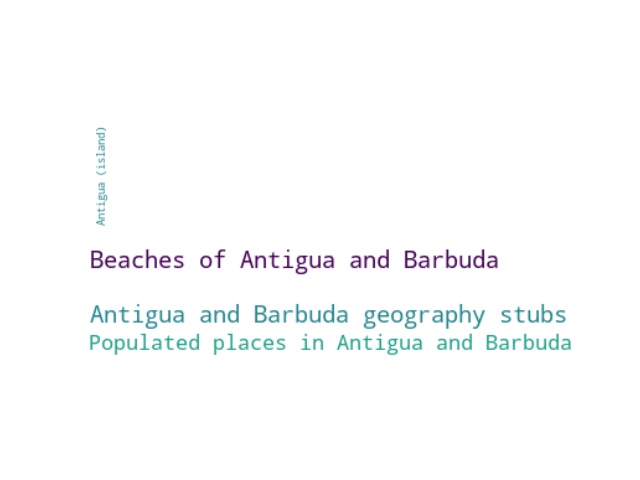 Antigua (island)
Beaches of Antigua and Barbuda
Antigua and Barbuda geography stubs
Populated places in Antigua and Barbuda